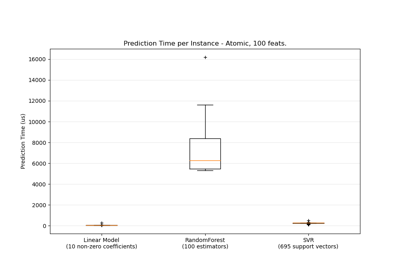 Prediction Time per Instance - Atomic, 100 feats.
16000
14000
12000
10000
8000
6000
4000
2000
0
Prediction Time (us)
Linear Model
(10 non-zero coefficients)
RandomForest
(100 estimators)
SVR
(695 support vectors)